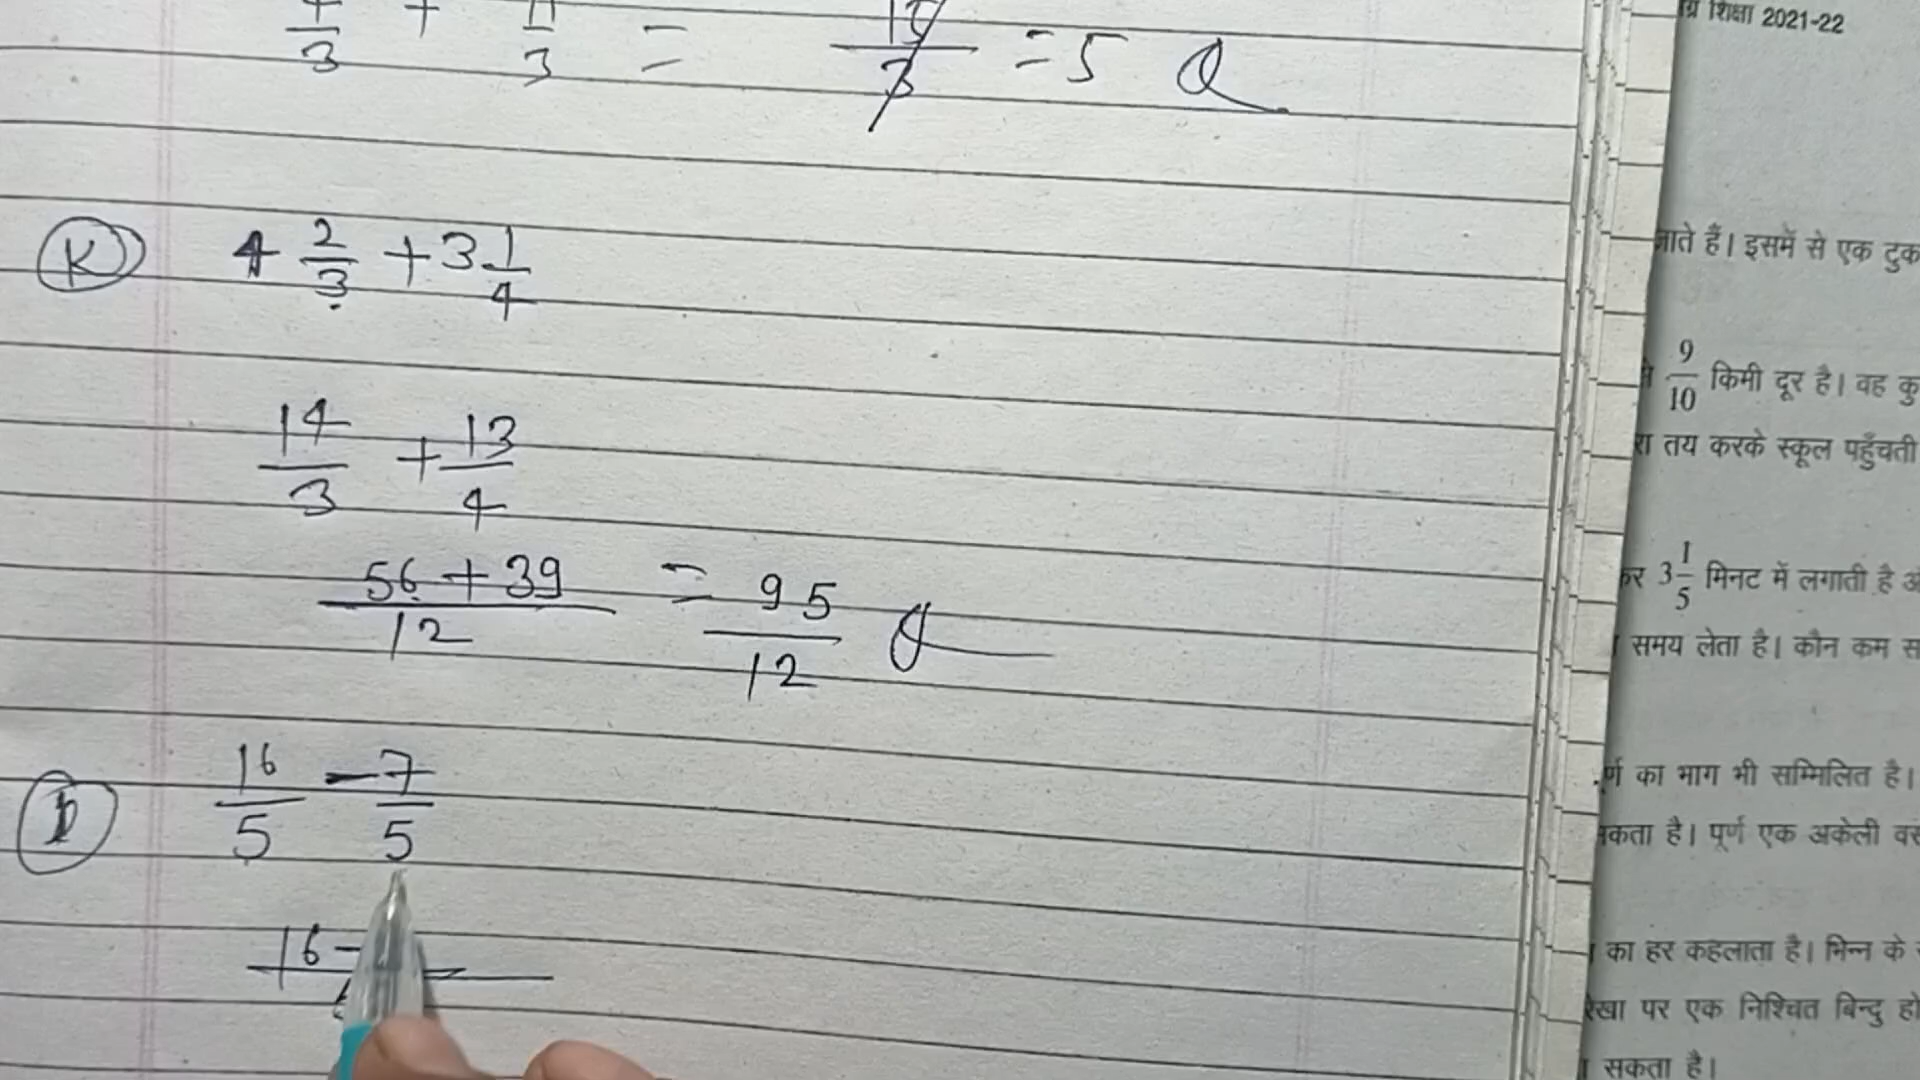 3 + 3 = 3 = 5
(K) 4 2/3 + 3 1/4
14/3 + 13/4
56 + 39 / 12 = 95/12
(l) 16/5 - 7/5
16 -
शिक्षा 2021-22
जाते हैं। इसमें से एक
9/10 किमी दूर है। वह
तय करके स्कूल पहुँचती
3 1/5 मिनट में लगाती है
समय लेता है। कौन कम
का भाग भी सम्मिलित है।
सकता है। पूर्ण एक अकेली
का हर कहलाता है। भिन्न के
रेखा पर एक निश्चित बिन्दु
सकता है।